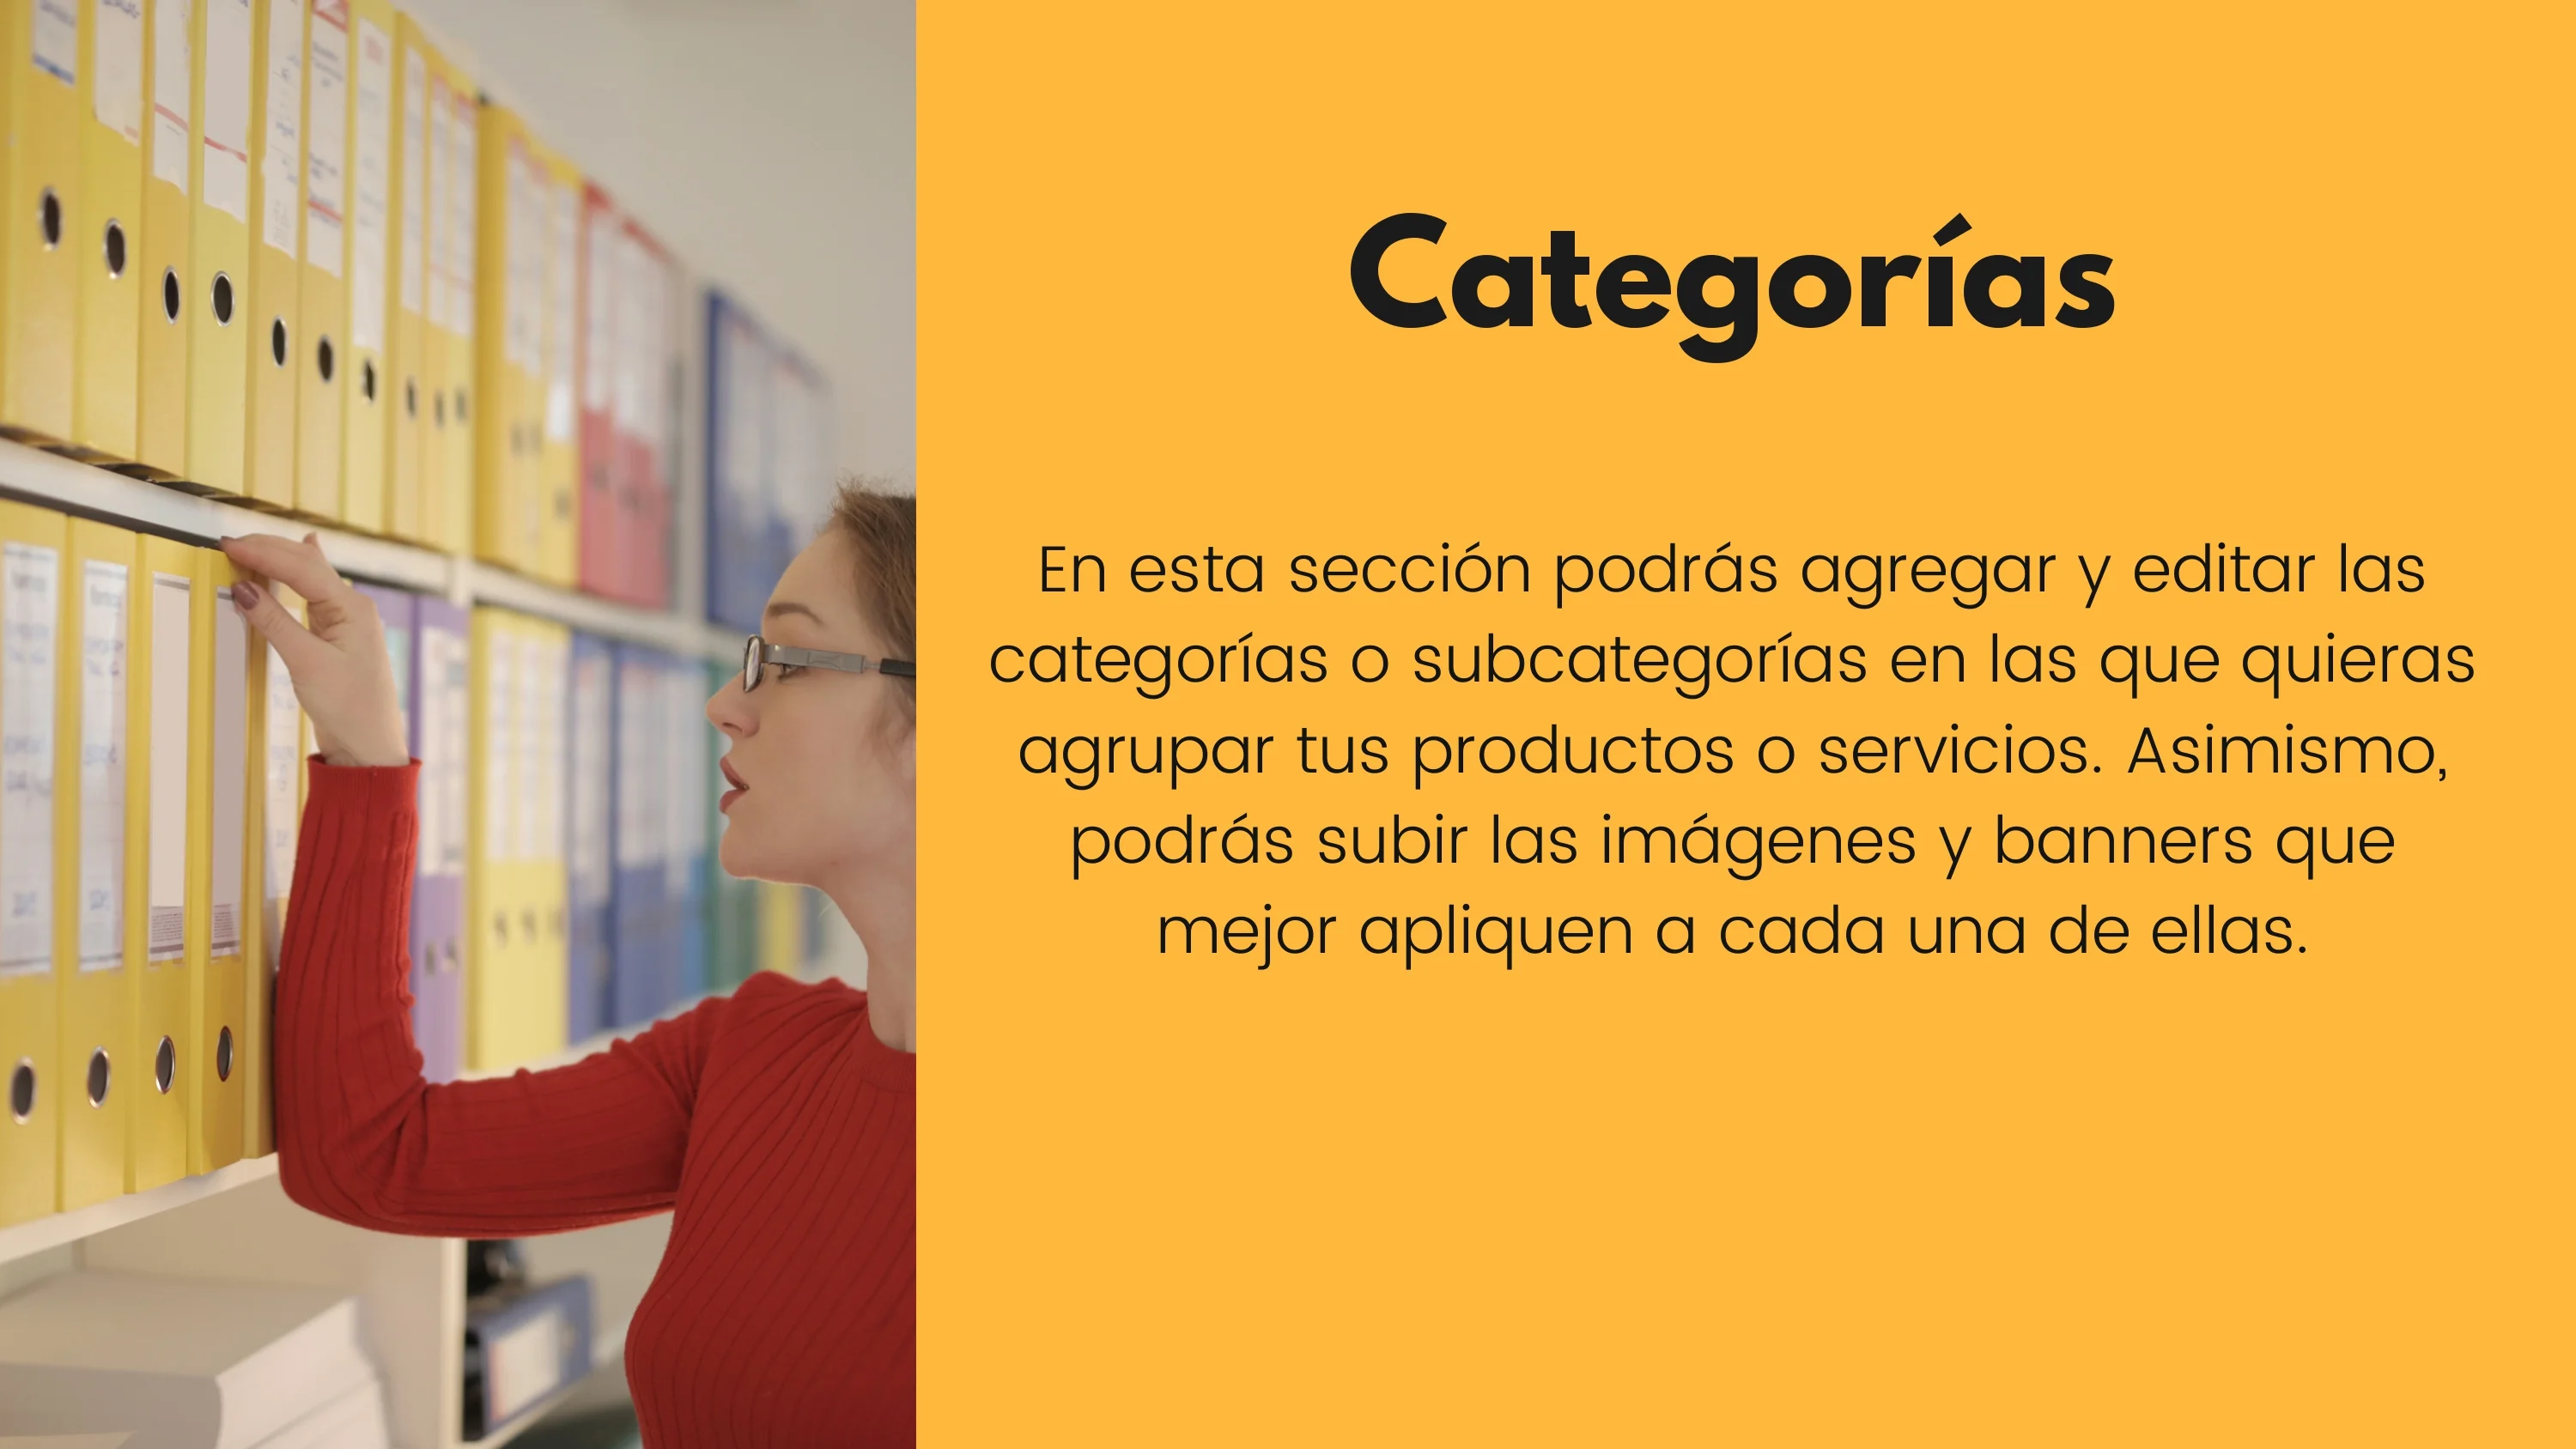 Categorías
En esta sección podrás agregar y editar las
categorías o subcategorías en las que quieras
agrupar tus productos o servicios. Asimismo,
podrás subir las imágenes y banners que
mejor apliquen a cada una de ellas.